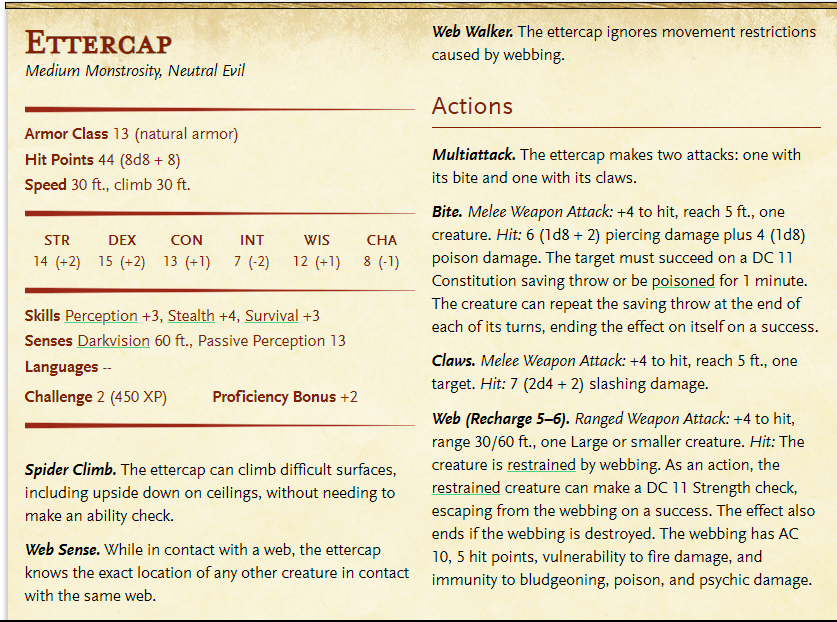 ETTERCAP
Medium Monstrosity, Neutral Evil
Armor Class 13 (natural armor)
Hit Points 44 (8d8 + 8)
Speed 30 ft., climb 30 ft.
STR DEX CON INT WIS CHA
14 (+2) 15 (+2) 13 (+1) 7 (-2) 12 (+1) 8 (-1)
Skills Perception +3, Stealth +4, Survival +3
Senses Darkvision 60 ft., Passive Perception 13
Languages --
Challenge 2 (450 XP) Proficiency Bonus +2
Spider Climb. The ettercap can climb difficult surfaces,
including upside down on ceilings, without needing to
make an ability check.
Web Sense. While in contact with a web, the ettercap
knows the exact location of any other creature in contact
with the same web.
Web Walker. The ettercap ignores movement restrictions
caused by webbing.
Actions
Multiattack. The ettercap makes two attacks: one with
its bite and one with its claws.
Bite. Melee Weapon Attack: +4 to hit, reach 5 ft., one
creature. Hit: 6 (1d8 + 2) piercing damage plus 4 (1d8)
poison damage. The target must succeed on a DC 11
Constitution saving throw or be poisoned for 1 minute.
The creature can repeat the saving throw at the end of
each of its turns, ending the effect on itself on a success.
Claws. Melee Weapon Attack: +4 to hit, reach 5 ft., one
target. Hit: 7 (2d4 + 2) slashing damage.
Web (Recharge 5–6). Ranged Weapon Attack: +4 to hit,
range 30/60 ft., one Large or smaller creature. Hit: The
creature is restrained by webbing. As an action, the
restrained creature can make a DC 11 Strength check,
escaping from the webbing on a success. The effect also
ends if the webbing is destroyed. The webbing has AC
10, 5 hit points, vulnerability to fire damage, and
immunity to bludgeoning, poison, and psychic damage.